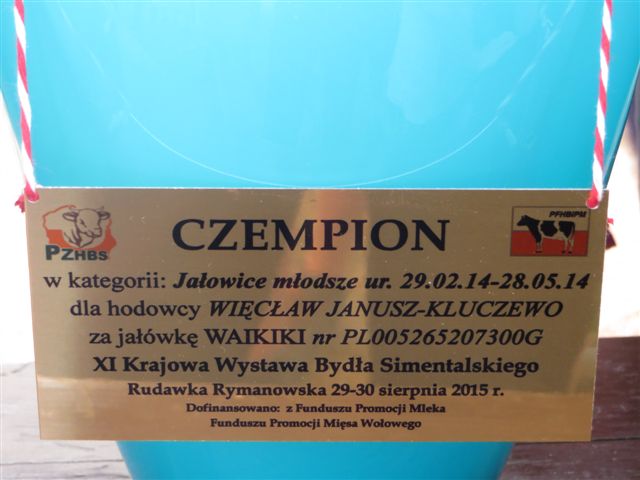 PZHBS
CZEMPION
PFHBiPM
w kategorii: Jałowice młodsze ur. 29.02.14-28.05.14
dla hodowcy WIĘCŁAW JANUSZ-KLUCZEWO
za jałówkę WAIKIKI nr PL005265207300G
XI Krajowa Wystawa Bydła Simentalskiego
Rudawka Rymanowska 29-30 sierpnia 2015 r.
Dofinansowano: z Funduszu Promocji Mleka
Funduszu Promocji Mięsa Wołowego